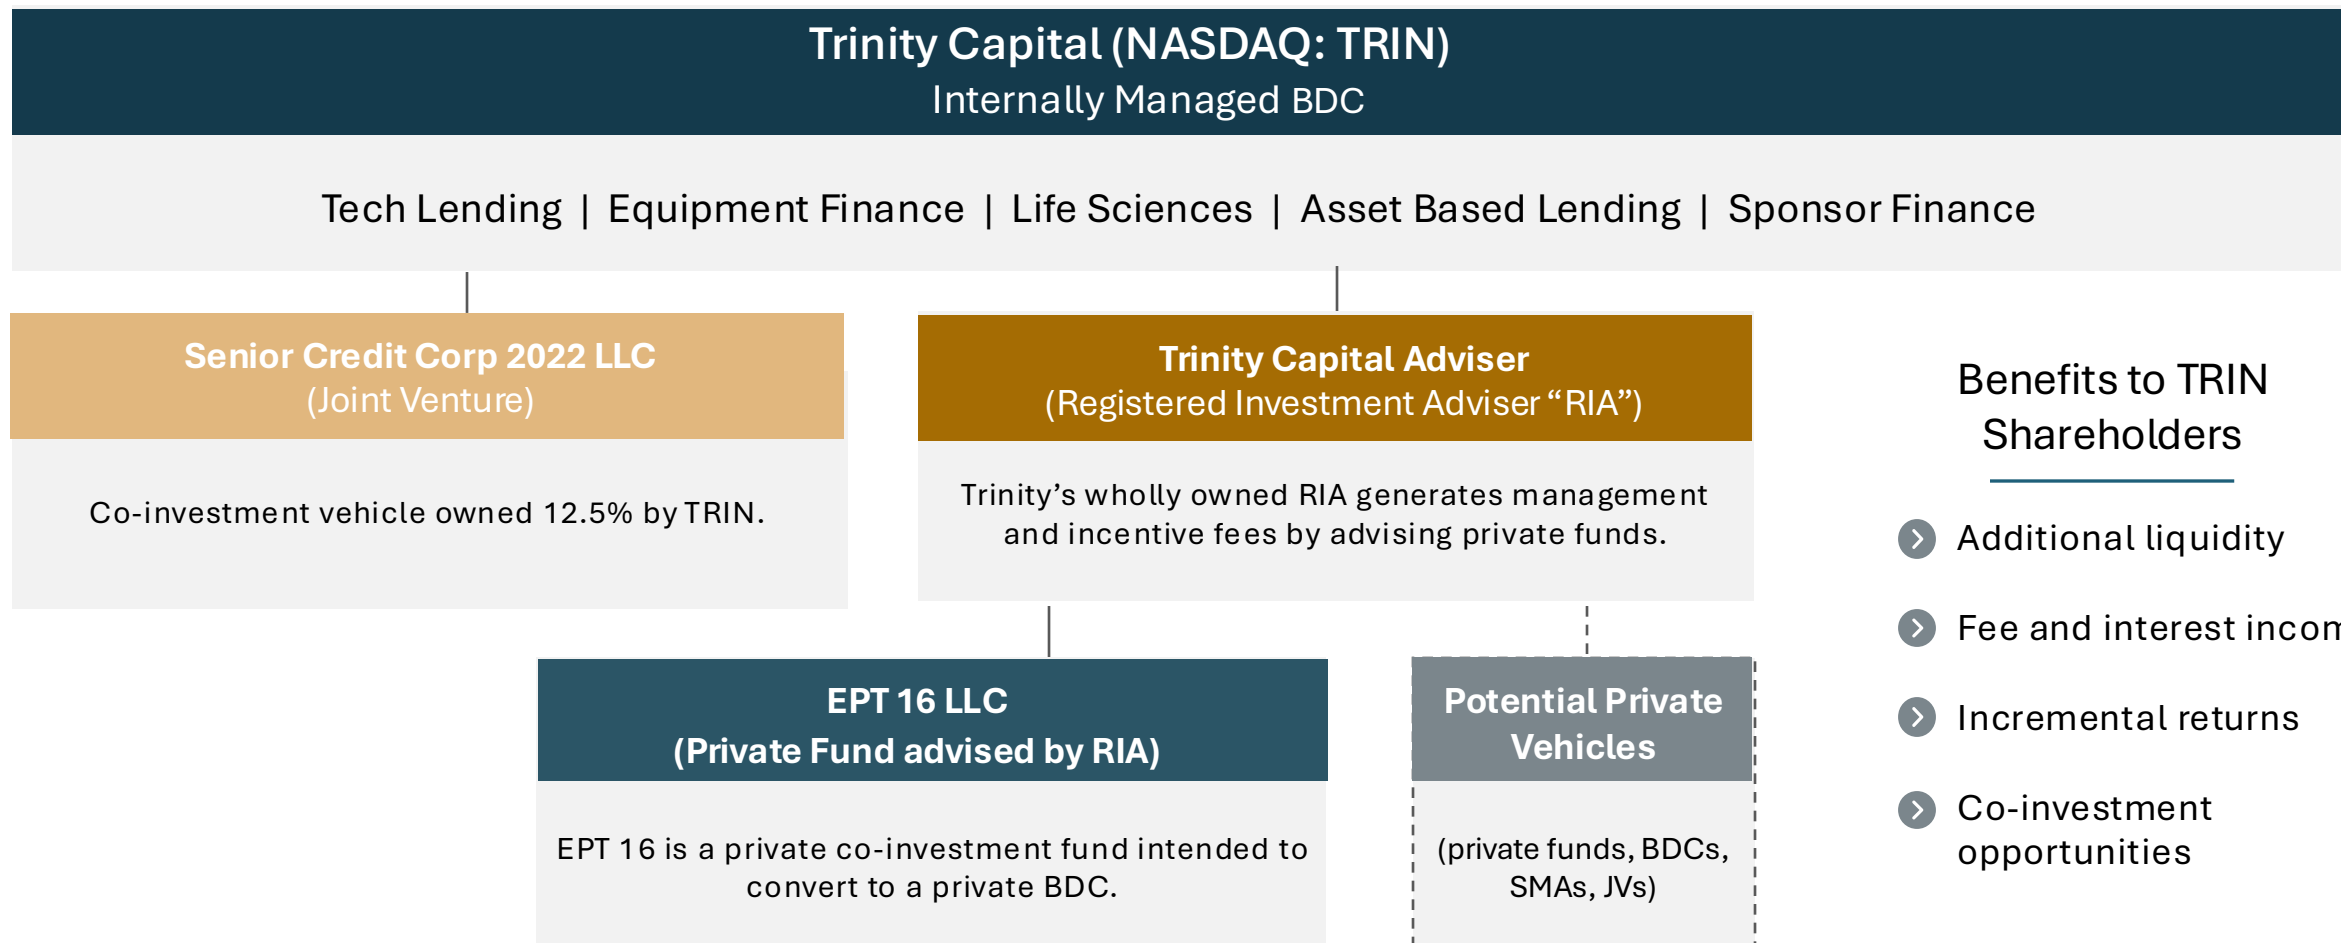 Trinity Capital (NASDAQ: TRIN)
Internally Managed BDC
Tech Lending | Equipment Finance | Life Sciences | Asset Based Lending | Sponsor Finance
Senior Credit Corp 2022 LLC
(Joint Venture)
Co-investment vehicle owned 12.5% by TRIN.
Trinity Capital Adviser
(Registered Investment Adviser “RIA”)
Trinity’s wholly owned RIA generates management
and incentive fees by advising private funds.
EPT 16 LLC
(Private Fund advised by RIA)
EPT 16 is a private co-investment fund intended to
convert to a private BDC.
Potential Private
Vehicles
(private funds, BDCs,
SMAs, JVs)
Benefits to TRIN
Shareholders
Additional liquidity
Fee and interest
Incremental returns
Co-investment
opportunities